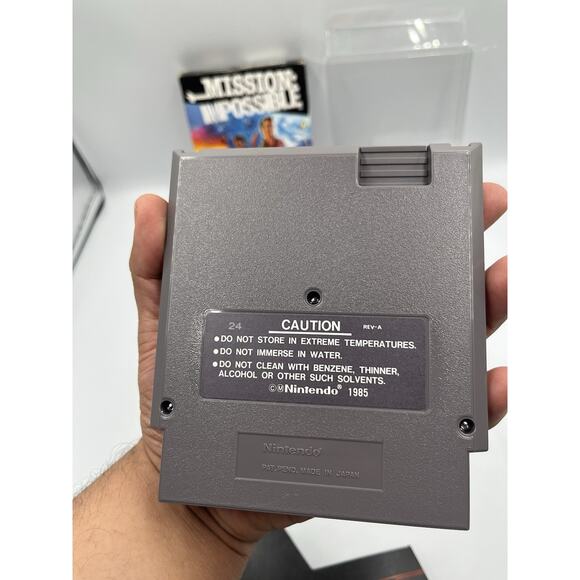 MISSION:
IMPOSSIBLE
24 CAUTION REV-A
●DO NOT STORE IN EXTREME TEMPERATURES.
●DO NOT IMMERSE IN WATER.
●DO NOT CLEAN WITH BENZENE, THINNER,
ALCOHOL OR OTHER SUCH SOLVENTS.
©ⓂNintendo® 1985
Nintendo®
PAT. PEND. MADE IN JAPAN